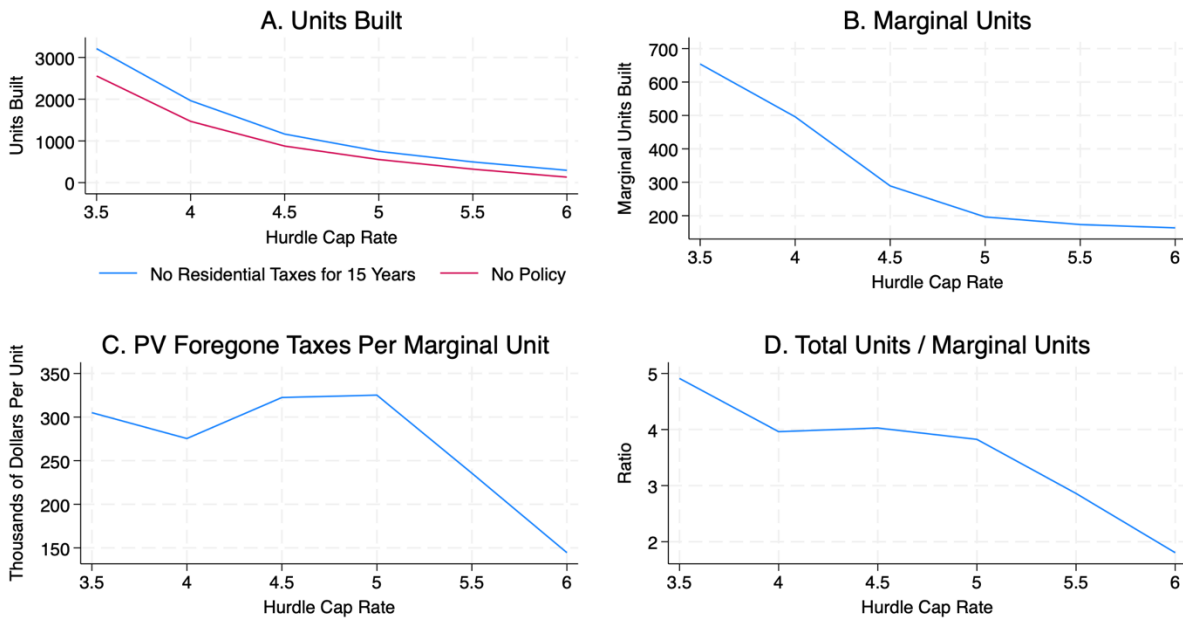 A. Units Built
Units Built
3000
2000
1000
0
3.5 4 4.5 5 5.5 6
Hurdle Cap Rate
No Residential Taxes for 15 Years No Policy
B. Marginal Units
Marginal Units Built
700
600
500
400
300
200
3.5 4 4.5 5 5.5 6
Hurdle Cap Rate
C. PV Foregone Taxes Per Marginal Unit
Thousands of Dollars Per Unit
350
300
250
200
150
3.5 4 4.5 5 5.5 6
Hurdle Cap Rate
D. Total Units / Marginal Units
Ratio
5
4
3
2
3.5 4 4.5 5 5.5 6
Hurdle Cap Rate